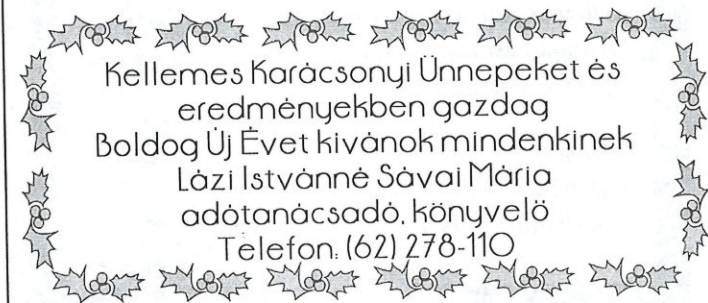 Kellemes Karácsonyi Ünnepeket és
eredményekben gazdag
Boldog Új Évet kívánok mindenkinek
Lázi Istvánné Sávai Mária
adótanácsadó, könyvelö
Telefon: (62) 278-110